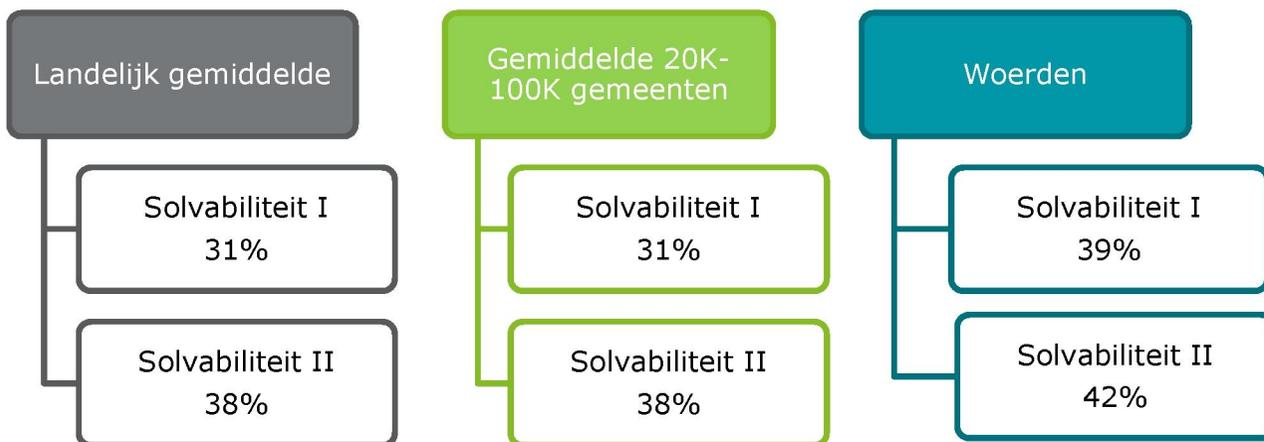 Landelijk gemiddelde
Solvabiliteit I
31%
Solvabiliteit II
38%
Gemiddelde 20K-
100K gemeenten
Solvabiliteit I
31%
Solvabiliteit II
38%
Woerden
Solvabiliteit I
39%
Solvabiliteit II
42%